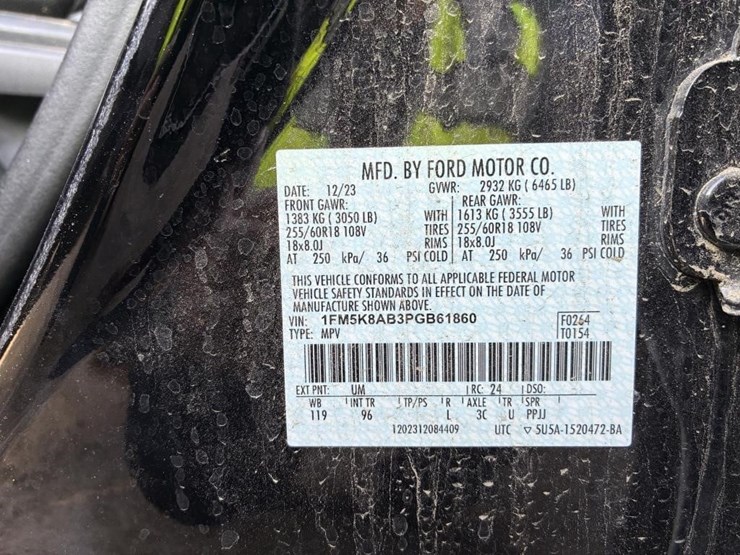 MFD. BY FORD MOTOR CO.
DATE: 12/23 GVWR: 2932 KG ( 6465 LB)
FRONT GAWR: REAR GAWR:
1383 KG ( 3050 LB) WITH 1613 KG ( 3555 LB) WITH
255/60R18 108V TIRES 255/60R18 108V TIRES
18x8.0J RIMS 18x8.0J RIMS
AT 250 kPa/ 36 PSI COLD AT 250 kPa/ 36 PSI COLD
THIS VEHICLE CONFORMS TO ALL APPLICABLE FEDERAL MOTOR
VEHICLE SAFETY STANDARDS IN EFFECT ON THE DATE OF
MANUFACTURE SHOWN ABOVE.
VIN: 1FM5K8AB3PGB61860 F0264
TYPE: MPV T0154
EXT PNT: UM RC: 24 DSO:
WB INT TR TP/PS R AXLE TR SPR
119 96 L 3C U PPJJ
1202312084409 UTC ▽ 5U5A-1520472-BA